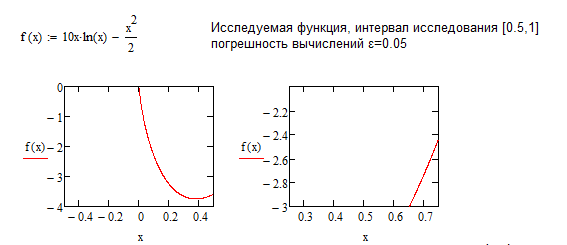 f(x) := 10x·ln(x) − x²/2
Исследуемая функция, интервал исследования [0.5,1]
погрешность вычислений ε=0.05
0
−1
f(x) −2
−3
−4
−0.4 −0.2 0 0.2 0.4
x
−2.2
−2.4
f(x) −2.6
−2.8
−3
0.3 0.4 0.5 0.6 0.7
x